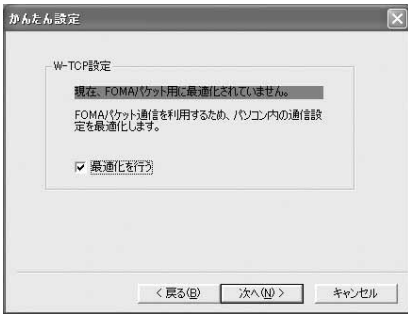 かんたん設定
W-TCP設定
現在、FOMAパケット用に最適化されていません。
FOMAパケット通信を利用するため、パソコン内の通信設
定を最適化します。
最適化を行う
< 戻る(B)
次へ(N) >
キャンセル